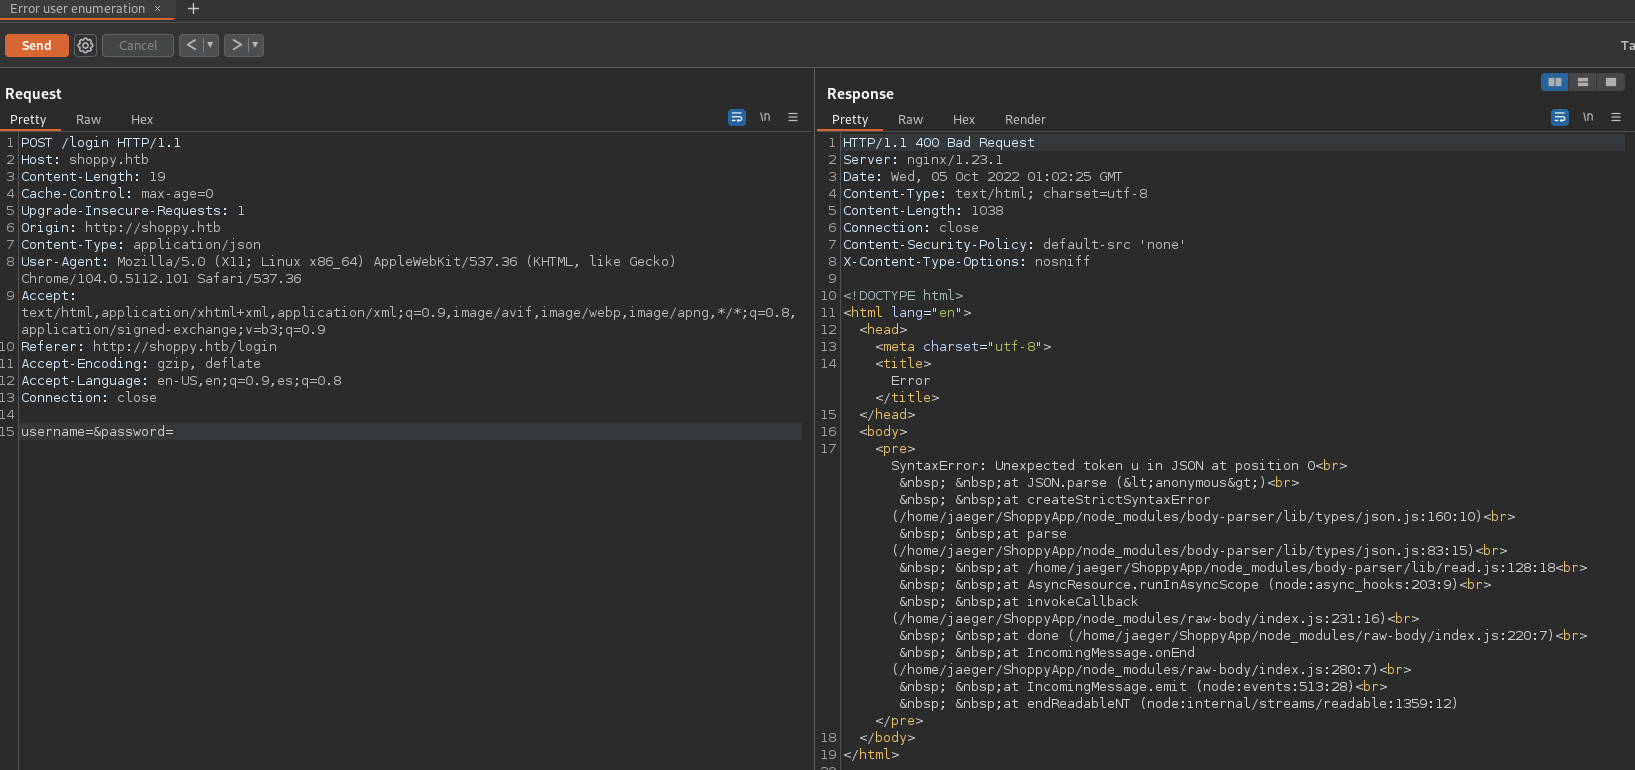 Error user enumeration × +
Send Cancel < ▾ > ▾ Ta
Request
Pretty Raw Hex \n ≡
1 POST /login HTTP/1.1
2 Host: shoppy.htb
3 Content-Length: 19
4 Cache-Control: max-age=0
5 Upgrade-Insecure-Requests: 1
6 Origin: http://shoppy.htb
7 Content-Type: application/json
8 User-Agent: Mozilla/5.0 (X11; Linux x86_64) AppleWebKit/537.36 (KHTML, like Gecko)
Chrome/104.0.5112.101 Safari/537.36
9 Accept:
text/html,application/xhtml+xml,application/xml;q=0.9,image/avif,image/webp,image/apng,*/*;q=0.8,
application/signed-exchange;v=b3;q=0.9
10 Referer: http://shoppy.htb/login
11 Accept-Encoding: gzip, deflate
12 Accept-Language: en-US,en;q=0.9,es;q=0.8
13 Connection: close
14
15 username=&password=
Response
Pretty Raw Hex Render \n ≡
1 HTTP/1.1 400 Bad Request
2 Server: nginx/1.23.1
3 Date: Wed, 05 Oct 2022 01:02:25 GMT
4 Content-Type: text/html; charset=utf-8
5 Content-Length: 1038
6 Connection: close
7 Content-Security-Policy: default-src 'none'
8 X-Content-Type-Options: nosniff
9
10 <!DOCTYPE html>
11 <html lang="en">
12 <head>
13 <meta charset="utf-8">
14 <title>
Error
</title>
15 </head>
16 <body>
17 <pre>
SyntaxError: Unexpected token u in JSON at position 0<br>
&nbsp; &nbsp;at JSON.parse (&lt;anonymous&gt;)<br>
&nbsp; &nbsp;at createStrictSyntaxError
(/home/jaeger/ShoppyApp/node_modules/body-parser/lib/types/json.js:160:10)<br>
&nbsp; &nbsp;at parse
(/home/jaeger/ShoppyApp/node_modules/body-parser/lib/types/json.js:83:15)<br>
&nbsp; &nbsp;at /home/jaeger/ShoppyApp/node_modules/body-parser/lib/read.js:128:18<br>
&nbsp; &nbsp;at AsyncResource.runInAsyncScope (node:async_hooks:203:9)<br>
&nbsp; &nbsp;at invokeCallback
(/home/jaeger/ShoppyApp/node_modules/raw-body/index.js:231:16)<br>
&nbsp; &nbsp;at done (/home/jaeger/ShoppyApp/node_modules/raw-body/index.js:220:7)<br>
&nbsp; &nbsp;at IncomingMessage.onEnd
(/home/jaeger/ShoppyApp/node_modules/raw-body/index.js:280:7)<br>
&nbsp; &nbsp;at IncomingMessage.emit (node:events:513:28)<br>
&nbsp; &nbsp;at endReadableNT (node:internal/streams/readable:1359:12)
</pre>
18 </body>
19 </html>